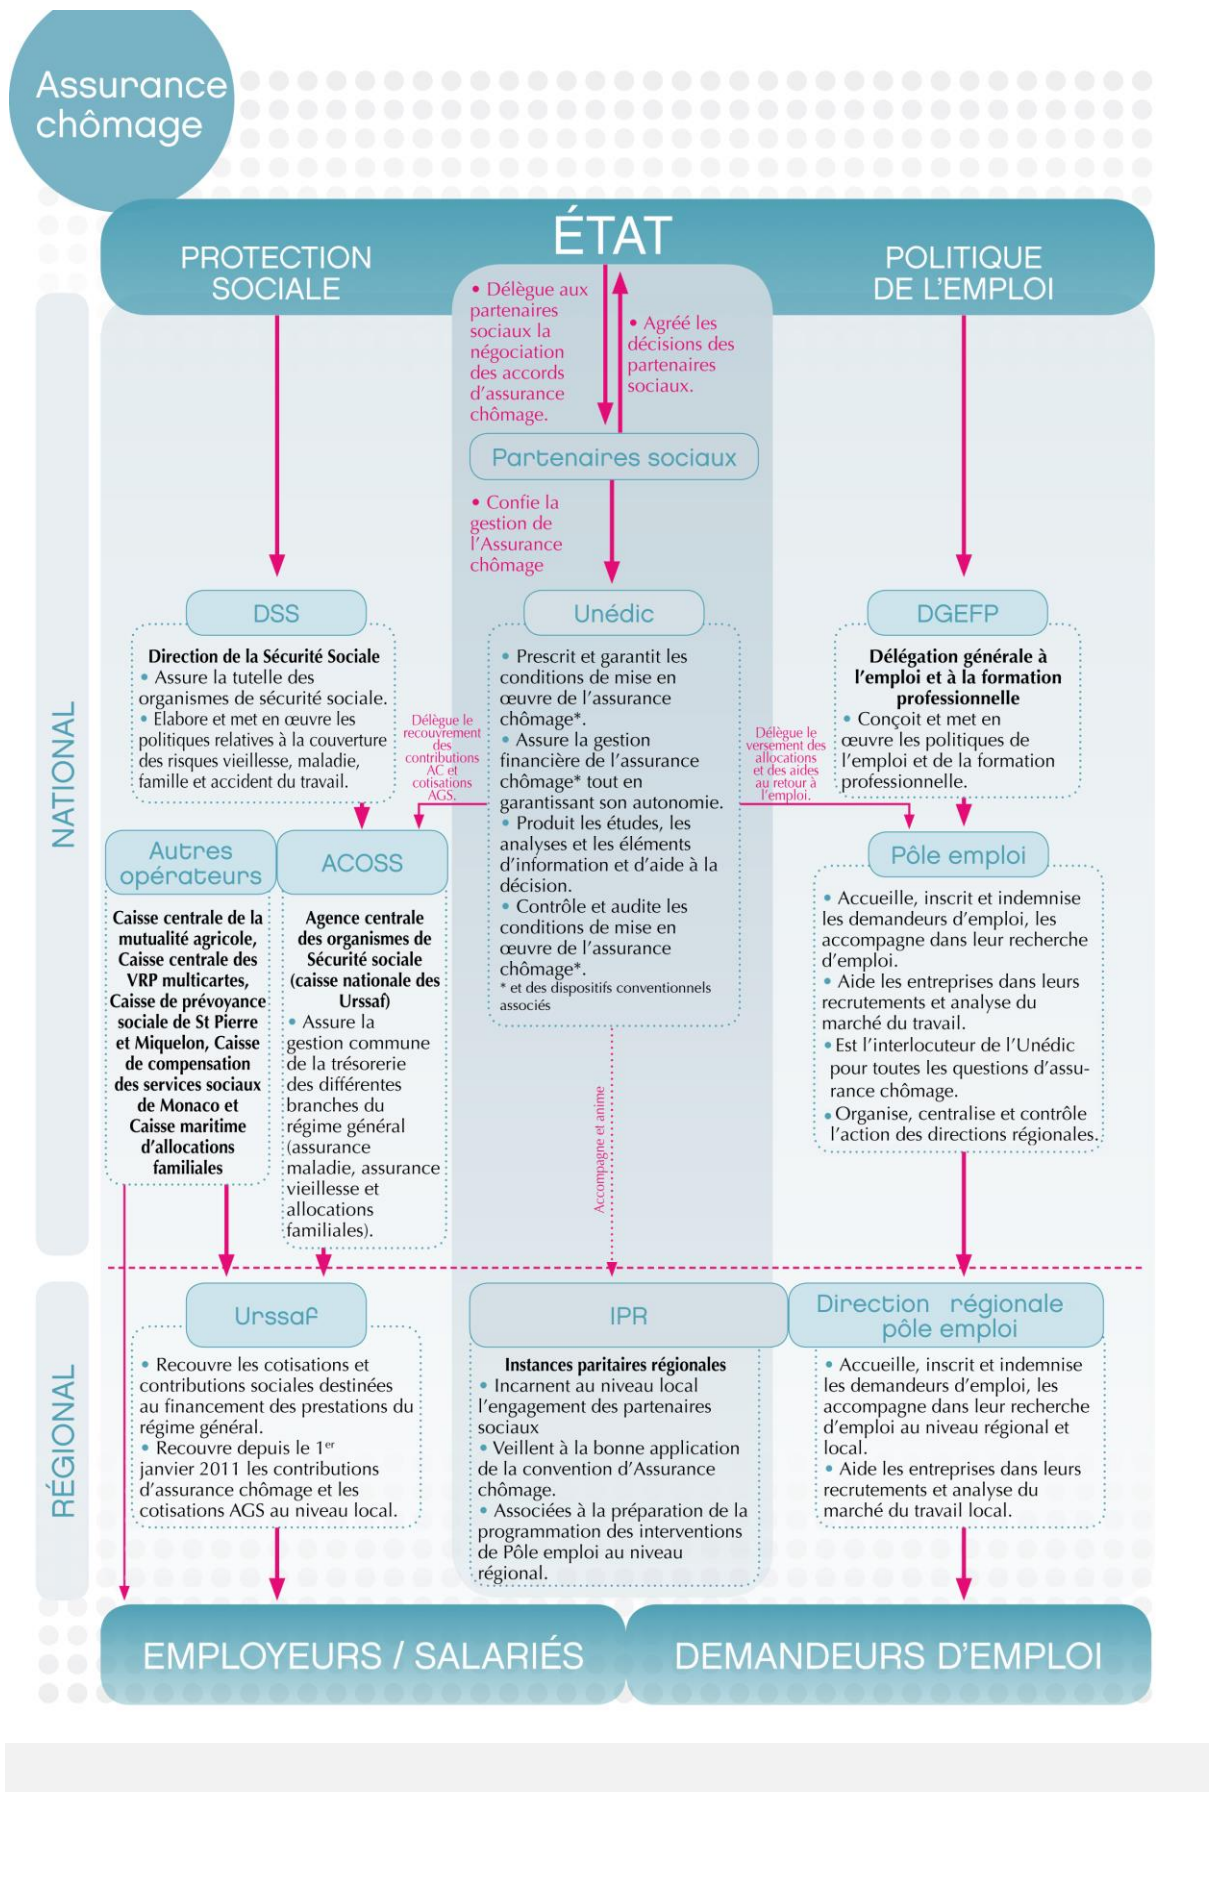 Assurance
chômage
ÉTAT
PROTECTION
SOCIALE
POLITIQUE
DE L'EMPLOI
• Délègue aux
partenaires
sociaux la
négociation
des accords
d'assurance
chômage.
• Agréé les
décisions des
partenaires
sociaux.
Partenaires sociaux
• Confie la
gestion de
l'Assurance
chômage
NATIONAL
DSS
Direction de la Sécurité Sociale
• Assure la tutelle des
organismes de sécurité sociale.
• Elabore et met en œuvre les
politiques relatives à la couverture
des risques vieillesse, maladie,
famille et accident du travail.
Délègue le
recouvrement
des
contributions
AC et
cotisations
AGS.
Unédic
• Prescrit et garantit les
conditions de mise en
œuvre de l'assurance
chômage*.
• Assure la gestion
financière de l'assurance
chômage* tout en
garantissant son autonomie.
• Produit les études, les
analyses et les éléments
d'information et d'aide à la
décision.
• Contrôle et audite les
conditions de mise en
œuvre de l'assurance
chômage*.
* et des dispositifs conventionnels
associés
Délègue le
versement des
allocations
et des aides
au retour à
l'emploi.
DGEFP
Délégation générale à
l'emploi et à la formation
professionnelle
• Conçoit et met en
œuvre les politiques de
l'emploi et de la formation
professionnelle.
Autres
opérateurs
Caisse centrale de la
mutualité agricole,
Caisse centrale des
VRP multicartes,
Caisse de prévoyance
sociale de St Pierre
et Miquelon, Caisse
de compensation
des services sociaux
de Monaco et
Caisse maritime
d'allocations
familiales
ACOSS
Agence centrale
des organismes de
Sécurité sociale
(caisse nationale des
Urssaf)
• Assure la
gestion commune
de la trésorerie
des différentes
branches du
régime général
(assurance
maladie, assurance
vieillesse et
allocations
familiales).
Pôle emploi
• Accueille, inscrit et indemnise
les demandeurs d'emploi, les
accompagne dans leur recherche
d'emploi.
• Aide les entreprises dans leurs
recrutements et analyse du
marché du travail.
• Est l'interlocuteur de l'Unédic
pour toutes les questions d'assu-
rance chômage.
• Organise, centralise et contrôle
l'action des directions régionales.
Accompagne et anime
RÉGIONAL
Urssaf
• Recouvre les cotisations et
contributions sociales destinées
au financement des prestations du
régime général.
• Recouvre depuis le 1er
janvier 2011 les contributions
d'assurance chômage et les
cotisations AGS au niveau local.
IPR
Instances paritaires régionales
• Incarnent au niveau local
l'engagement des partenaires
sociaux
• Veillent à la bonne application
de la convention d'Assurance
chômage.
• Associées à la préparation de la
programmation des interventions
de Pôle emploi au niveau
régional.
Direction régionale
pôle emploi
• Accueille, inscrit et indemnise
les demandeurs d'emploi, les
accompagne dans leur recherche
d'emploi au niveau régional et
local.
• Aide les entreprises dans leurs
recrutements et analyse du
marché du travail local.
EMPLOYEURS / SALARIÉS
DEMANDEURS D'EMPLOI